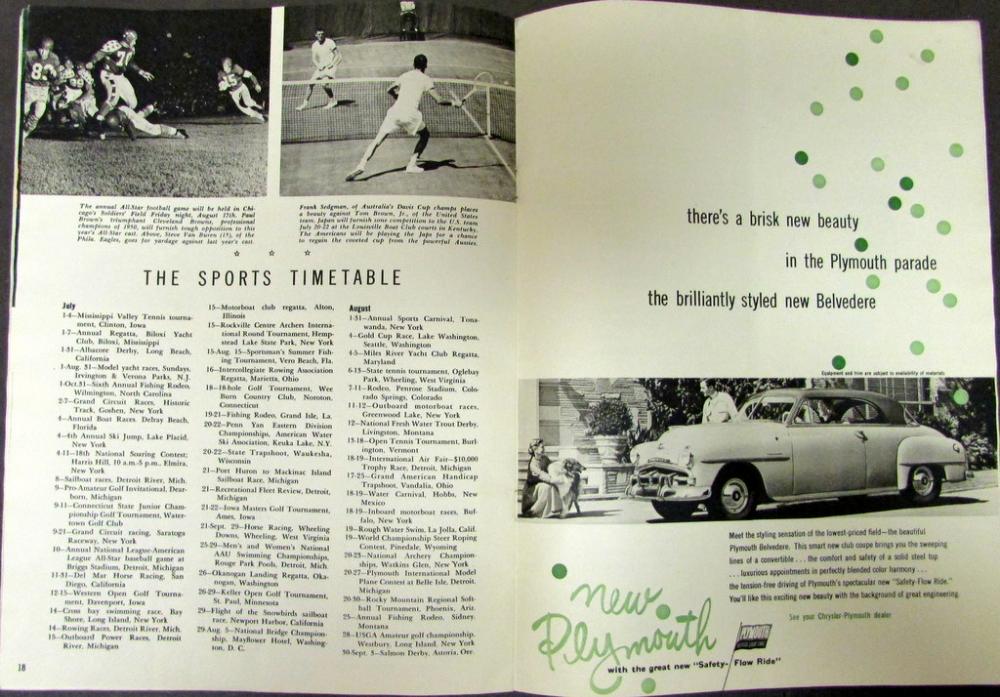 The annual All-Star football game will be held in Chi-
cago's Soldiers' Field Friday night, August 17th. Paul
Brown's triumphant Cleveland Browns, professional
champions of 1950, will furnish tough opposition to this
year's All-Star cast. Above, Steve Van Buren (15), of the
Phila. Eagles, goes for yardage against last year's cast.
Frank Sedgman, of Australia's Davis Cup champs places
a beauty against Tom Brown, Jr., of the United States
team. Japan will furnish some competition to the U.S. team
July 20-22 at the Louisville Boat Club courts in Kentucky.
The Americans will be playing the Japs for a chance
to regain the coveted cup from the powerful Aussies.
THE SPORTS TIMETABLE
July
1-4—Missisippi Valley Tennis tourna-
ment, Clinton, Iowa
1-7—Annual Regatta, Biloxi Yacht
Club, Biloxi, Mississippi
1-31—Albacore Derby, Long Beach,
California
1-Aug. 31—Model yacht races, Sundays,
Irvington & Verona Parks, N.J.
1-Oct.31—Sixth Annual Fishing Rodeo,
Wilmington, North Carolina
2-7—Grand Circuit Races, Historic
Track, Goshen, New York
4—Annual Boat Races, Delray Beach,
Florida
4—4th Annual Ski Jump, Lake Placid,
New York
4-11—18th National Soaring Contest;
Harris Hill, 10 a.m.-5 p.m., Elmira,
New York
8—Sailboat races, Detroit River, Mich.
9—Pro-Amateur Golf Invitational, Dear-
born, Michigan
9-11—Connecticut State Junior Cham-
pionship Golf Tournament, Water-
town Golf Club
9-21—Grand Circuit racing, Saratoga
Raceway, New York
10—Annual National League-American
League All-Star baseball game at
Briggs Stadium, Detroit, Michigan
11-31—Del Mar Horse Racing, San
Diego, California
12-15—Western Open Golf Tourna-
ment, Davenport, Iowa
14—Cross bay swimming race, Bay
Shore, Long Island, New York
14—Rowing Races, Detroit River, Mich.
15—Outboard Power Races, Detroit
River, Michigan
18
15—Motorboat club regatta, Alton,
Illinois
15—Rockville Centre Archers Interna-
tional Round Tournament, Hemp-
stead Lake State Park, New York
15-Aug. 15—Sportsman's Summer Fish-
ing Tournament, Vero Beach, Fla.
16—Intercollegiate Rowing Association
Regatta, Marietta, Ohio
18—18-hole Golf Tournament, Wee
Burn Country Club, Noroton,
Connecticut
19-21—Fishing Rodeo, Grand Isle, La.
20-22—Penn Yan Eastern Division
Championships, American Water
Ski Association, Keuka Lake, N.Y.
20-22—State Trapshoot, Waukesha,
Wisconsin
21—Port Huron to Mackinac Island
Sailboat Race, Michigan
21—Recreational Fleet Review, Detroit,
Michigan
21-22—Iowa Masters Golf Tournament,
Ames, Iowa
21-Sept. 29—Horse Racing, Wheeling
Downs, Wheeling, West Virginia
25-29—Men's and Women's National
AAU Swimming Championships,
Rouge Park Pools, Detroit, Mich.
26—Okanogan Landing Regatta, Oka-
nogan, Washington
26-29—Keller Open Golf Tournament,
St. Paul, Minnesota
29—Flight of the Snowbirds sailboat
race, Newport Harbor, California
29-Aug. 5—National Bridge Champion-
ship, Mayflower Hotel, Washing-
ton, D. C.
August
1-31—Annual Sports Carnival, Tona-
wanda, New York
4—Gold Cup Race, Lake Washington,
Seattle, Washington
4-5—Miles River Yacht Club Regatta,
Maryland
6-13—State tennis tournament, Oglebay
Park, Wheeling, West Virginia
7-11—Rodeo, Penrose Stadium, Colo-
rado Springs, Colorado
11-12—Outboard motorboat races,
Greenwood Lake, New York
12—National Fresh Water Trout Derby,
Livingston, Montana
13-18—Open Tennis Tournament, Burl-
ington, Vermont
18-19—International Air Fair—$10,000
Trophy Race, Detroit, Michigan
17-25—Grand American Handicap
Trapshoot, Vandalia, Ohio
18-19—Water Carnival, Hobbs, New
Mexico
18-19—Inboard motorboat races, Buf-
falo, New York
19—Rough Water Swim, La Jolla, Calif.
19—World Championship Steer Roping
Contest, Pinedale, Wyoming
20-25—National Archery Champion-
ships, Watkins Glen, New York
20-27—Plymouth International Model
Plane Contest at Belle Isle, Detroit,
Michigan
20-30—Rocky Mountain Regional Soft-
ball Tournament, Phoenix, Ariz.
25—Annual Fishing Rodeo, Sidney,
Montana
28—USGA Amateur golf championship,
Westbury, Long Island, New York
30-Sept. 3—Salmon Derby, Astoria, Ore.
there's a brisk new beauty
in the Plymouth parade
the brilliantly styled new Belvedere
Equipment and trim are subject to availability of materials
Meet the styling sensation of the lowest-priced field—the beautiful
Plymouth Belvedere. This smart new club coupe brings you the sweeping
lines of a convertible . . . the comfort and safety of a solid steel top
. . . luxurious appointments in perfectly blended color harmony . . .
the tension-free driving of Plymouth's spectacular new "Safety-Flow Ride."
You'll like this exciting new beauty with the background of great engineering.
See your Chrysler-Plymouth dealer
new
Plymouth
PLYMOUTH
with the great new "Safety-Flow Ride"